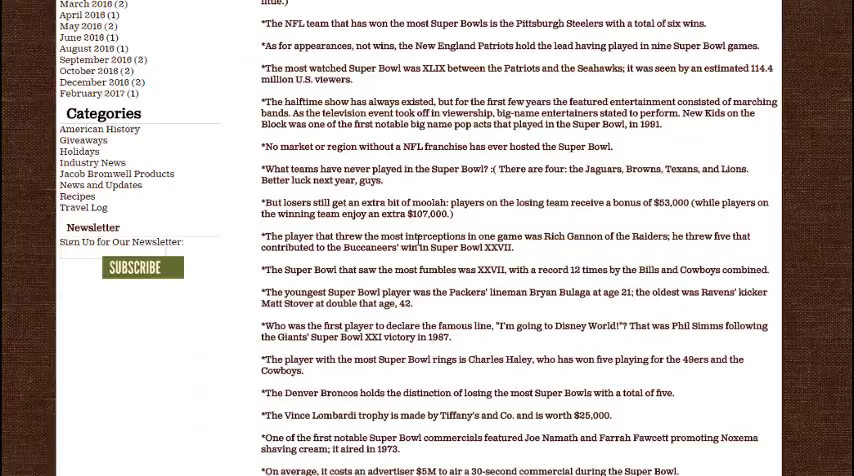 March 2016 (2)
April 2016 (1)
May 2016 (2)
June 2016 (1)
August 2016 (1)
September 2016 (2)
October 2016 (2)
December 2016 (2)
February 2017 (1)
Categories
American History
Giveaways
Holidays
Industry News
Jacob Bromwell Products
News and Updates
Recipes
Travel Log
Newsletter
Sign Up for Our Newsletter:
SUBSCRIBE
title.)
*The NFL team that has won the most Super Bowls is the Pittsburgh Steelers with a total of six wins.
*As for appearances, not wins, the New England Patriots hold the lead having played in nine Super Bowl games.
*The most watched Super Bowl was XLIX between the Patriots and the Seahawks; it was seen by an estimated 114.4
million U.S. viewers.
*The halftime show has always existed, but for the first few years the featured entertainment consisted of marching
bands. As the television event took off in viewership, big-name entertainers stated to perform. New Kids on the
Block was one of the first notable big name pop acts that played in the Super Bowl, in 1991.
*No market or region without a NFL franchise has ever hosted the Super Bowl.
*What teams have never played in the Super Bowl? :( There are four: the Jaguars, Browns, Texans, and Lions.
Better luck next year, guys.
*But losers still get an extra bit of moolah: players on the losing team receive a bonus of $53,000 (while players on
the winning team enjoy an extra $107,000.)
*The player that threw the most interceptions in one game was Rich Gannon of the Raiders; he threw five that
contributed to the Buccaneers' win in Super Bowl XXVII.
*The Super Bowl that saw the most fumbles was XXVII, with a record 12 times by the Bills and Cowboys combined.
*The youngest Super Bowl player was the Packers' lineman Bryan Bulaga at age 21; the oldest was Ravens' kicker
Matt Stover at double that age, 42.
*Who was the first player to declare the famous line, "I'm going to Disney World!"? That was Phil Simms following
the Giants' Super Bowl XXI victory in 1987.
*The player with the most Super Bowl rings is Charles Haley, who has won five playing for the 49ers and the
Cowboys.
*The Denver Broncos holds the distinction of losing the most Super Bowls with a total of five.
*The Vince Lombardi trophy is made by Tiffany's and Co. and is worth $25,000.
*One of the first notable Super Bowl commercials featured Joe Namath and Farrah Fawcett promoting Noxema
shaving cream; it aired in 1973.
*On average, it costs an advertiser $5M to air a 30-second commercial during the Super Bowl.